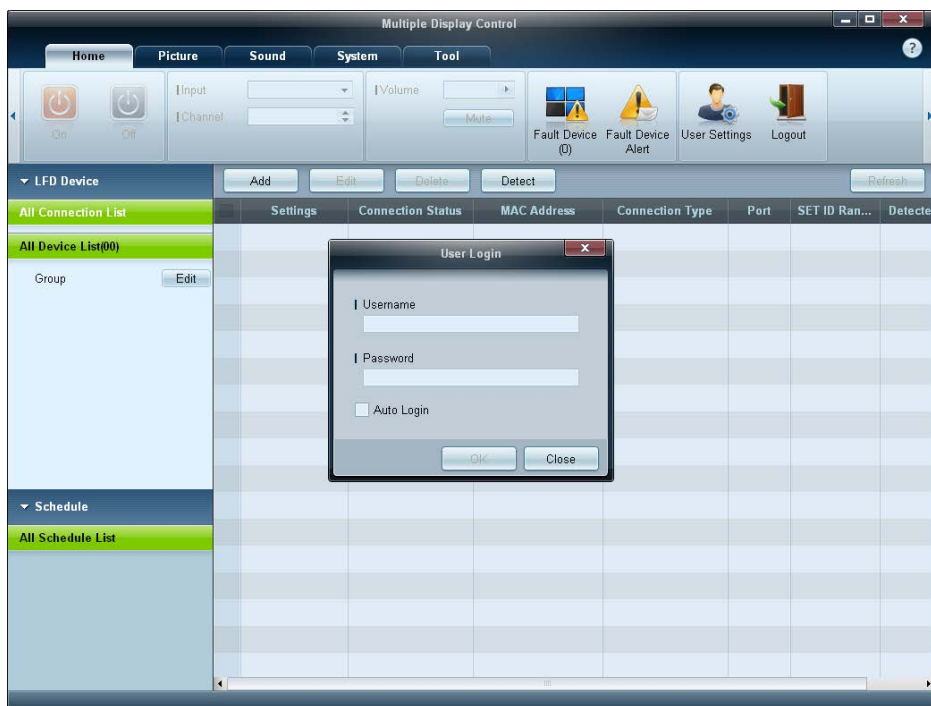 Multiple Display Control
Home Picture Sound System Tool
?
Input Volume
Channel Mute
On Off
Fault Device (0) Fault Device Alert User Settings Logout
LFD Device Add Edit Delete Detect Refresh
All Connection List Settings Connection Status MAC Address Connection Type Port SET ID Ran... Detecte
All Device List(00)
Group Edit
User Login
Username
Password
Auto Login
OK Close
Schedule
All Schedule List